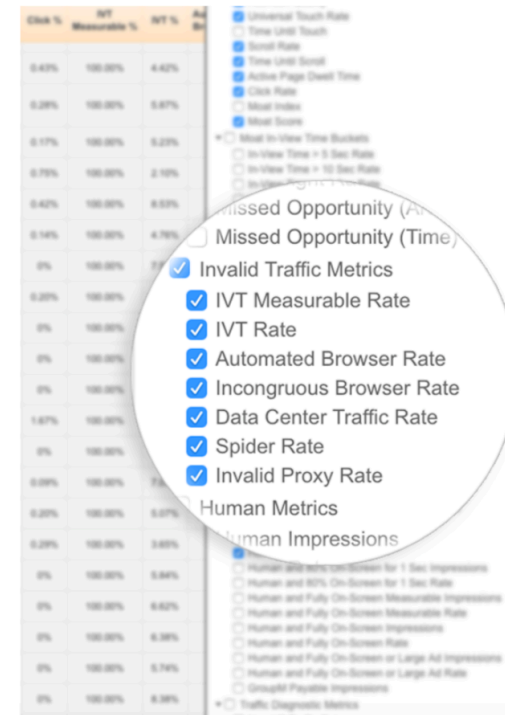 Click %
IVT
Measurable %
IVT %
0.43% 100.00% 4.42%
0.28% 100.00% 5.87%
0.17% 100.00% 5.23%
0.75% 100.00% 2.10%
0.42% 100.00% 8.53%
0.14% 100.00% 4.76%
0% 100.00%
0.20% 100.00%
0% 100.00%
0% 100.00%
0% 100.00%
1.67% 100.00%
0% 100.00%
0.09% 100.00%
0.20% 100.00% 5.07%
0.29% 100.00% 3.65%
0% 100.00% 5.84%
0% 100.00% 6.62%
0% 100.00% 6.38%
0% 100.00% 5.74%
0% 100.00% 8.38%
Universal Touch Rate
Time Until Touch
Scroll Rate
Time Until Scroll
Active Page Dwell Time
Click Rate
Moat Index
Moat Score
Moat In-View Time Buckets
In-View Time > 5 Sec Rate
In-View Time > 10 Sec Rate
Missed Opportunity
Missed Opportunity (Time)
Invalid Traffic Metrics
IVT Measurable Rate
IVT Rate
Automated Browser Rate
Incongruous Browser Rate
Data Center Traffic Rate
Spider Rate
Invalid Proxy Rate
Human Metrics
Human Impressions
Human and 80% On-Screen for 1 Sec Impressions
Human and 80% On-Screen for 1 Sec Rate
Human and Fully On-Screen Measurable Impressions
Human and Fully On-Screen Measurable Rate
Human and Fully On-Screen Impressions
Human and Fully On-Screen Rate
Human and Fully On-Screen or Large Ad Impressions
Human and Fully On-Screen or Large Ad Rate
GroupM Payable Impressions
Traffic Diagnostic Metrics